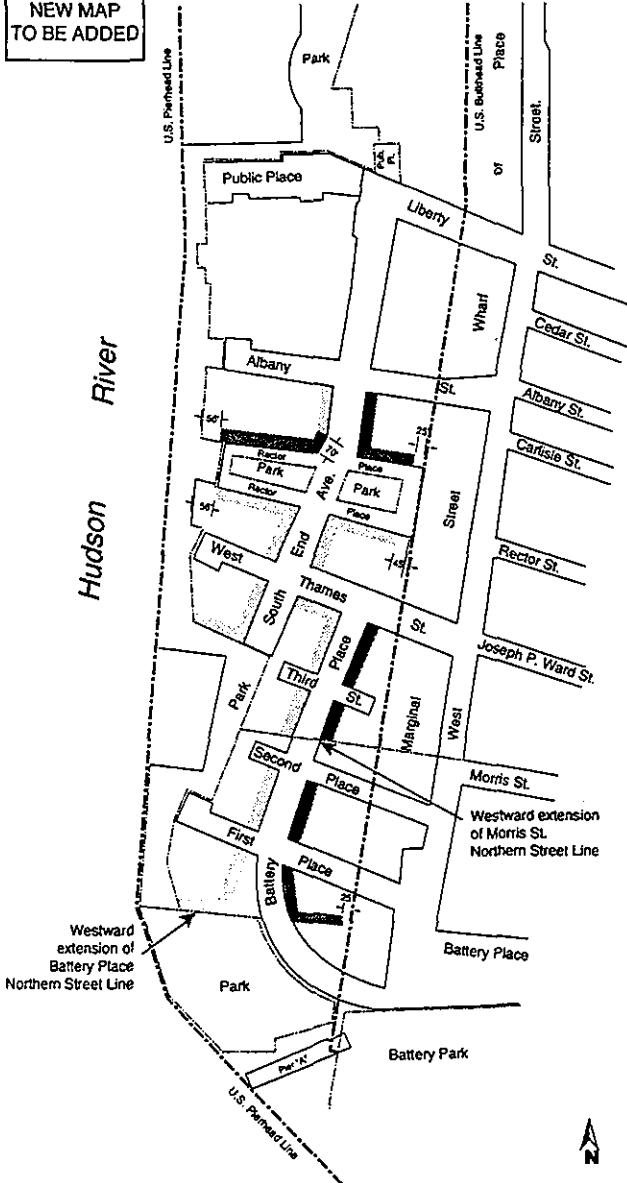 NEW MAP
TO BE ADDED
U.S. Pierhead Line
Park
U.S. Bulkhead Line
Place
of
Street.
Public Place
Pub.
Pl.
Liberty
St.
Wharf
Cedar St.
Hudson River
Albany
St.
Albany St.
Carlisle St.
56'
70'
25'
Rector
Place
Park
Park
Rector
Place
Ave.
Street
56'
45'
Rector St.
West
End
Thames
St.
South
Joseph P. Ward St.
Place
Third
St.
Park
Marginal
West
Second
Place
Morris St.
Westward extension
of Morris St.
Northern Street Line
First
Place
Battery
Westward
extension of
Battery Place
Northern Street Line
Battery Place
Park
Pier "A"
Battery Park
U.S. Pierhead Line
N